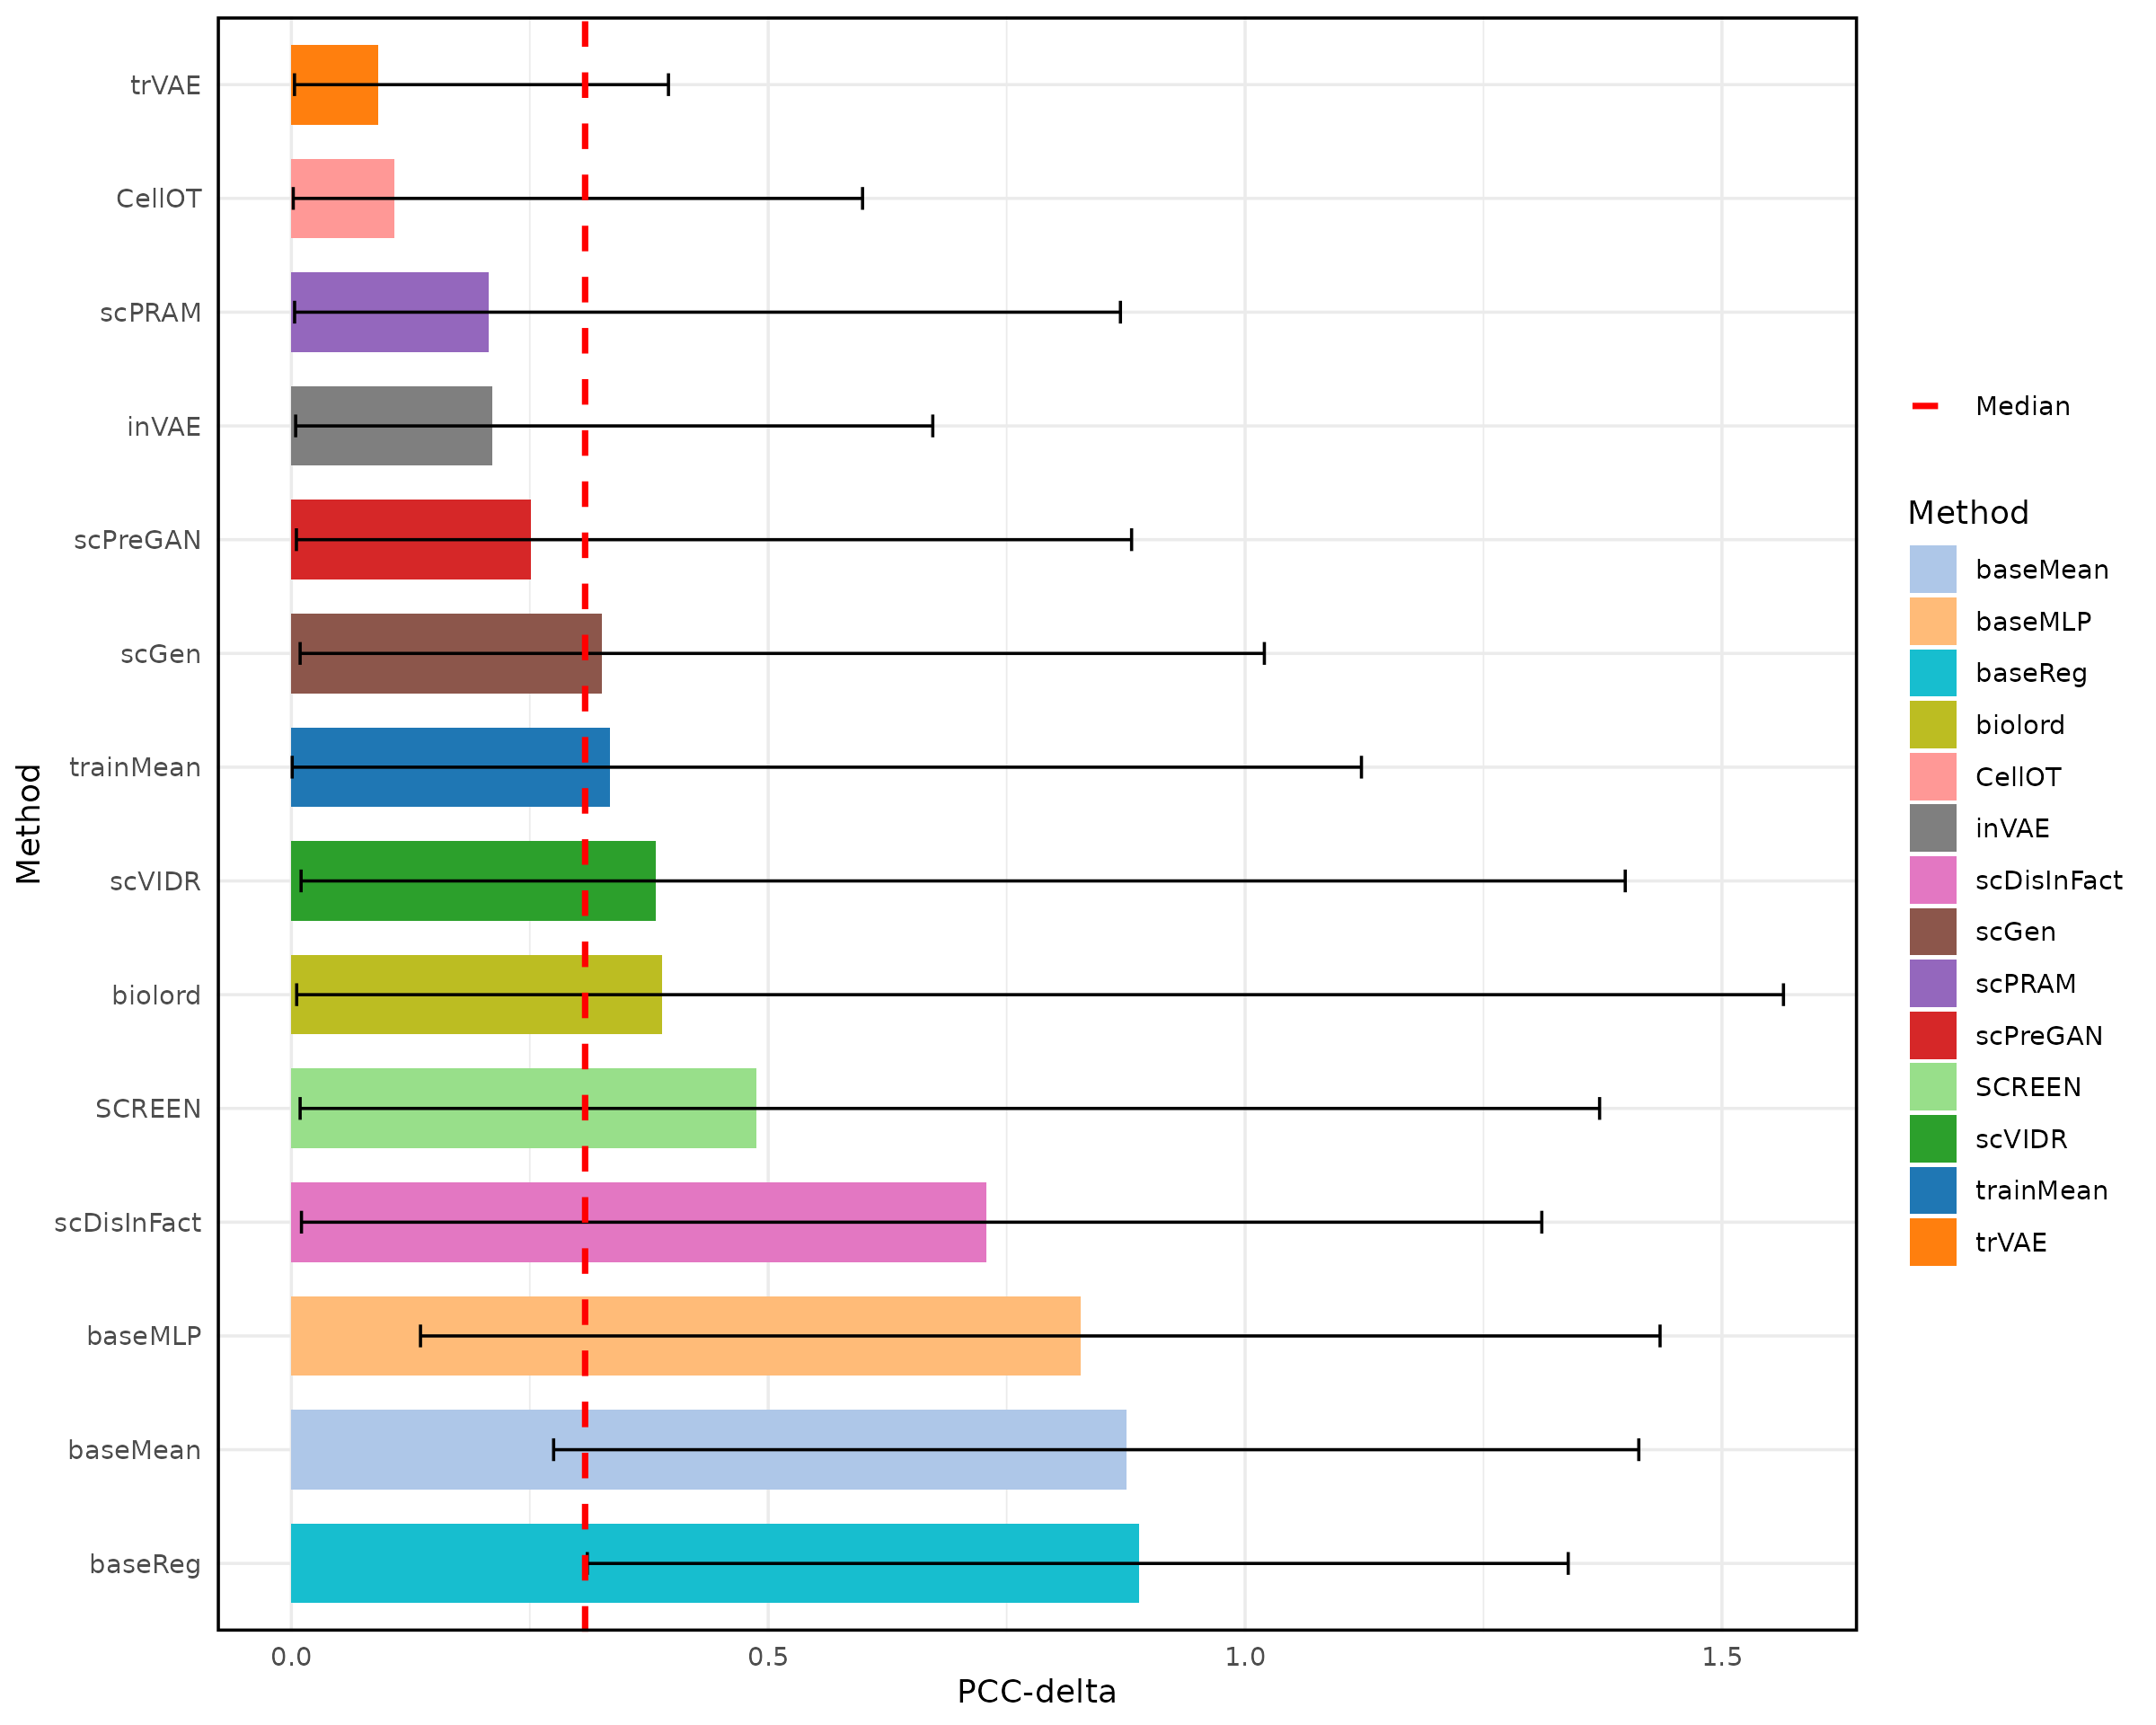 trVAE
CellOT
scPRAM
inVAE
scPreGAN
scGen
trainMean
scVIDR
biolord
SCREEN
scDisInFact
baseMLP
baseMean
baseReg
Method
0.0 0.5 1.0 1.5
PCC-delta
Median
Method
baseMean
baseMLP
baseReg
biolord
CellOT
inVAE
scDisInFact
scGen
scPRAM
scPreGAN
SCREEN
scVIDR
trainMean
trVAE